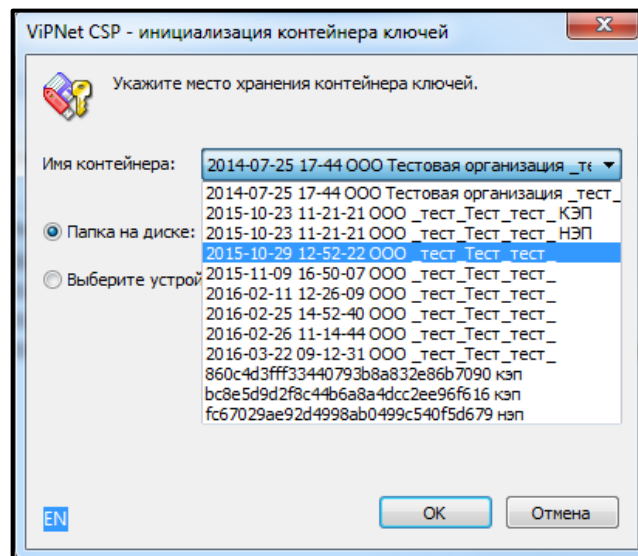 ViPNet CSP - инициализация контейнера ключей
Укажите место хранения контейнера ключей.
Имя контейнера:
2014-07-25 17-44 ООО Тестовая организация _те
2014-07-25 17-44 ООО Тестовая организация _тест_
2015-10-23 11-21-21 ООО _тест_Тест_тест_ КЭП
Папка на диске:
2015-10-23 11-21-21 ООО _тест_Тест_тест_ НЭП
2015-10-29 12-52-22 ООО _тест_Тест_тест_
Выберите устрой
2015-11-09 16-50-07 ООО _тест_Тест_тест_
2016-02-11 12-26-09 ООО _тест_Тест_тест_
2016-02-25 14-52-40 ООО _тест_Тест_тест_
2016-02-26 11-14-44 ООО _тест_Тест_тест_
2016-03-22 09-12-31 ООО _тест_Тест_тест_
860c4d3fff33440793b8a832e86b7090 кэп
bc8e5d9d2f8c44b6a8a4dcc2ee96f616 кэп
fc67029ae92d4998ab0499c540f5d679 нэп
EN
OK
Отмена